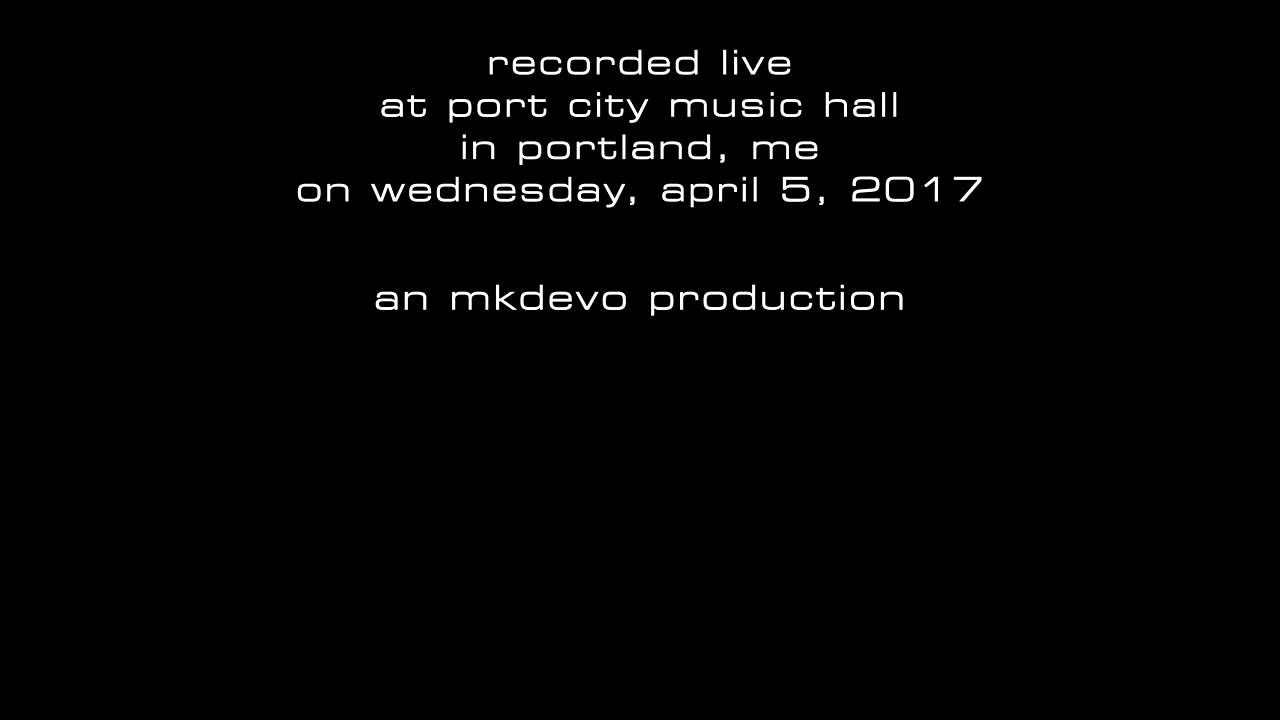 recorded live
at port city music hall
in portland, me
on wednesday, april 5, 2017
an mkdevo production